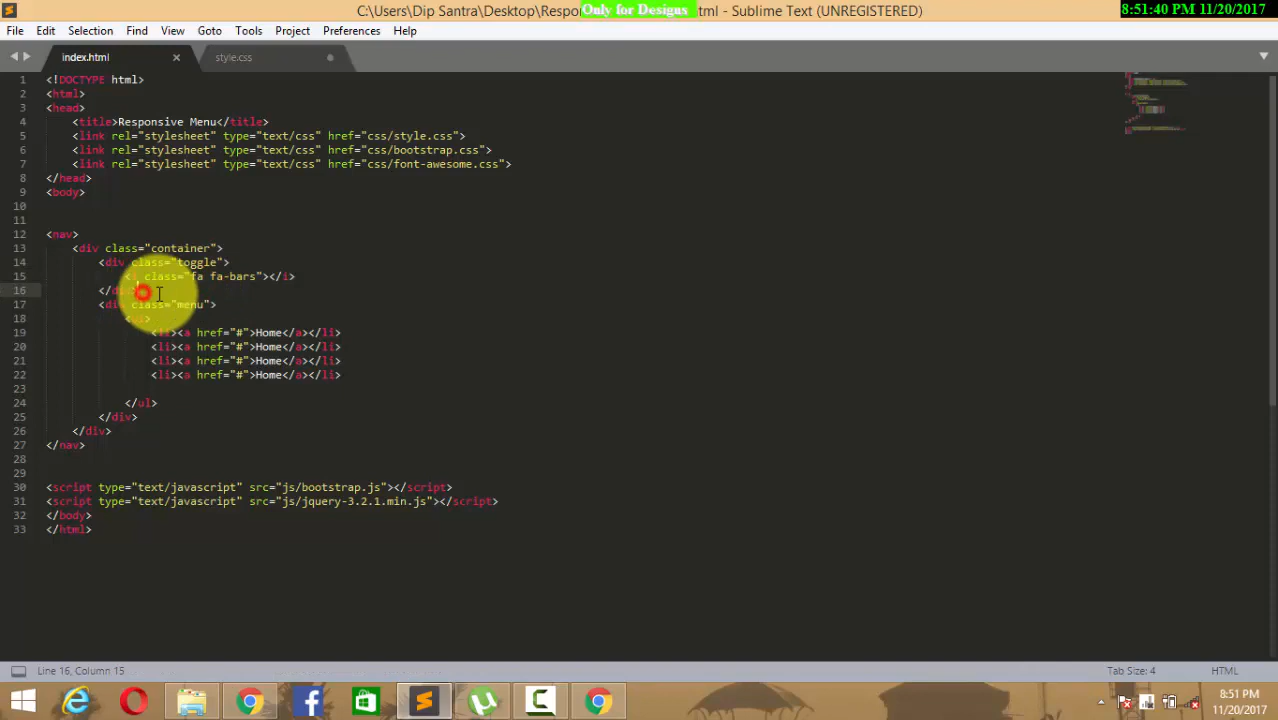 C:\Users\Dip Santra\Desktop\Respo
Only for Designs
ml - Sublime Text (UNREGISTERED)
8:51:40 PM 11/20/2017
File Edit Selection Find View Goto Tools Project Preferences Help
index.html
style.css
1 <!DOCTYPE html>
2 <html>
3 <head>
4 <title>Responsive Menu</title>
5 <link rel="stylesheet" type="text/css" href="css/style.css">
6 <link rel="stylesheet" type="text/css" href="css/bootstrap.css">
7 <link rel="stylesheet" type="text/css" href="css/font-awesome.css">
8 </head>
9 <body>
10
11
12 <nav>
13 <div class="container">
14 <div class="toggle">
15 <i class="fa fa-bars"></i>
16 </div>
17 <div class="menu">
18 <ul>
19 <li><a href="#">Home</a></li>
20 <li><a href="#">Home</a></li>
21 <li><a href="#">Home</a></li>
22 <li><a href="#">Home</a></li>
23
24 </ul>
25 </div>
26 </div>
27 </nav>
28
29
30 <script type="text/javascript" src="js/bootstrap.js"></script>
31 <script type="text/javascript" src="js/jquery-3.2.1.min.js"></script>
32 </body>
33 </html>
Line 16, Column 15
Tab Size: 4
HTML
8:51 PM
11/20/2017